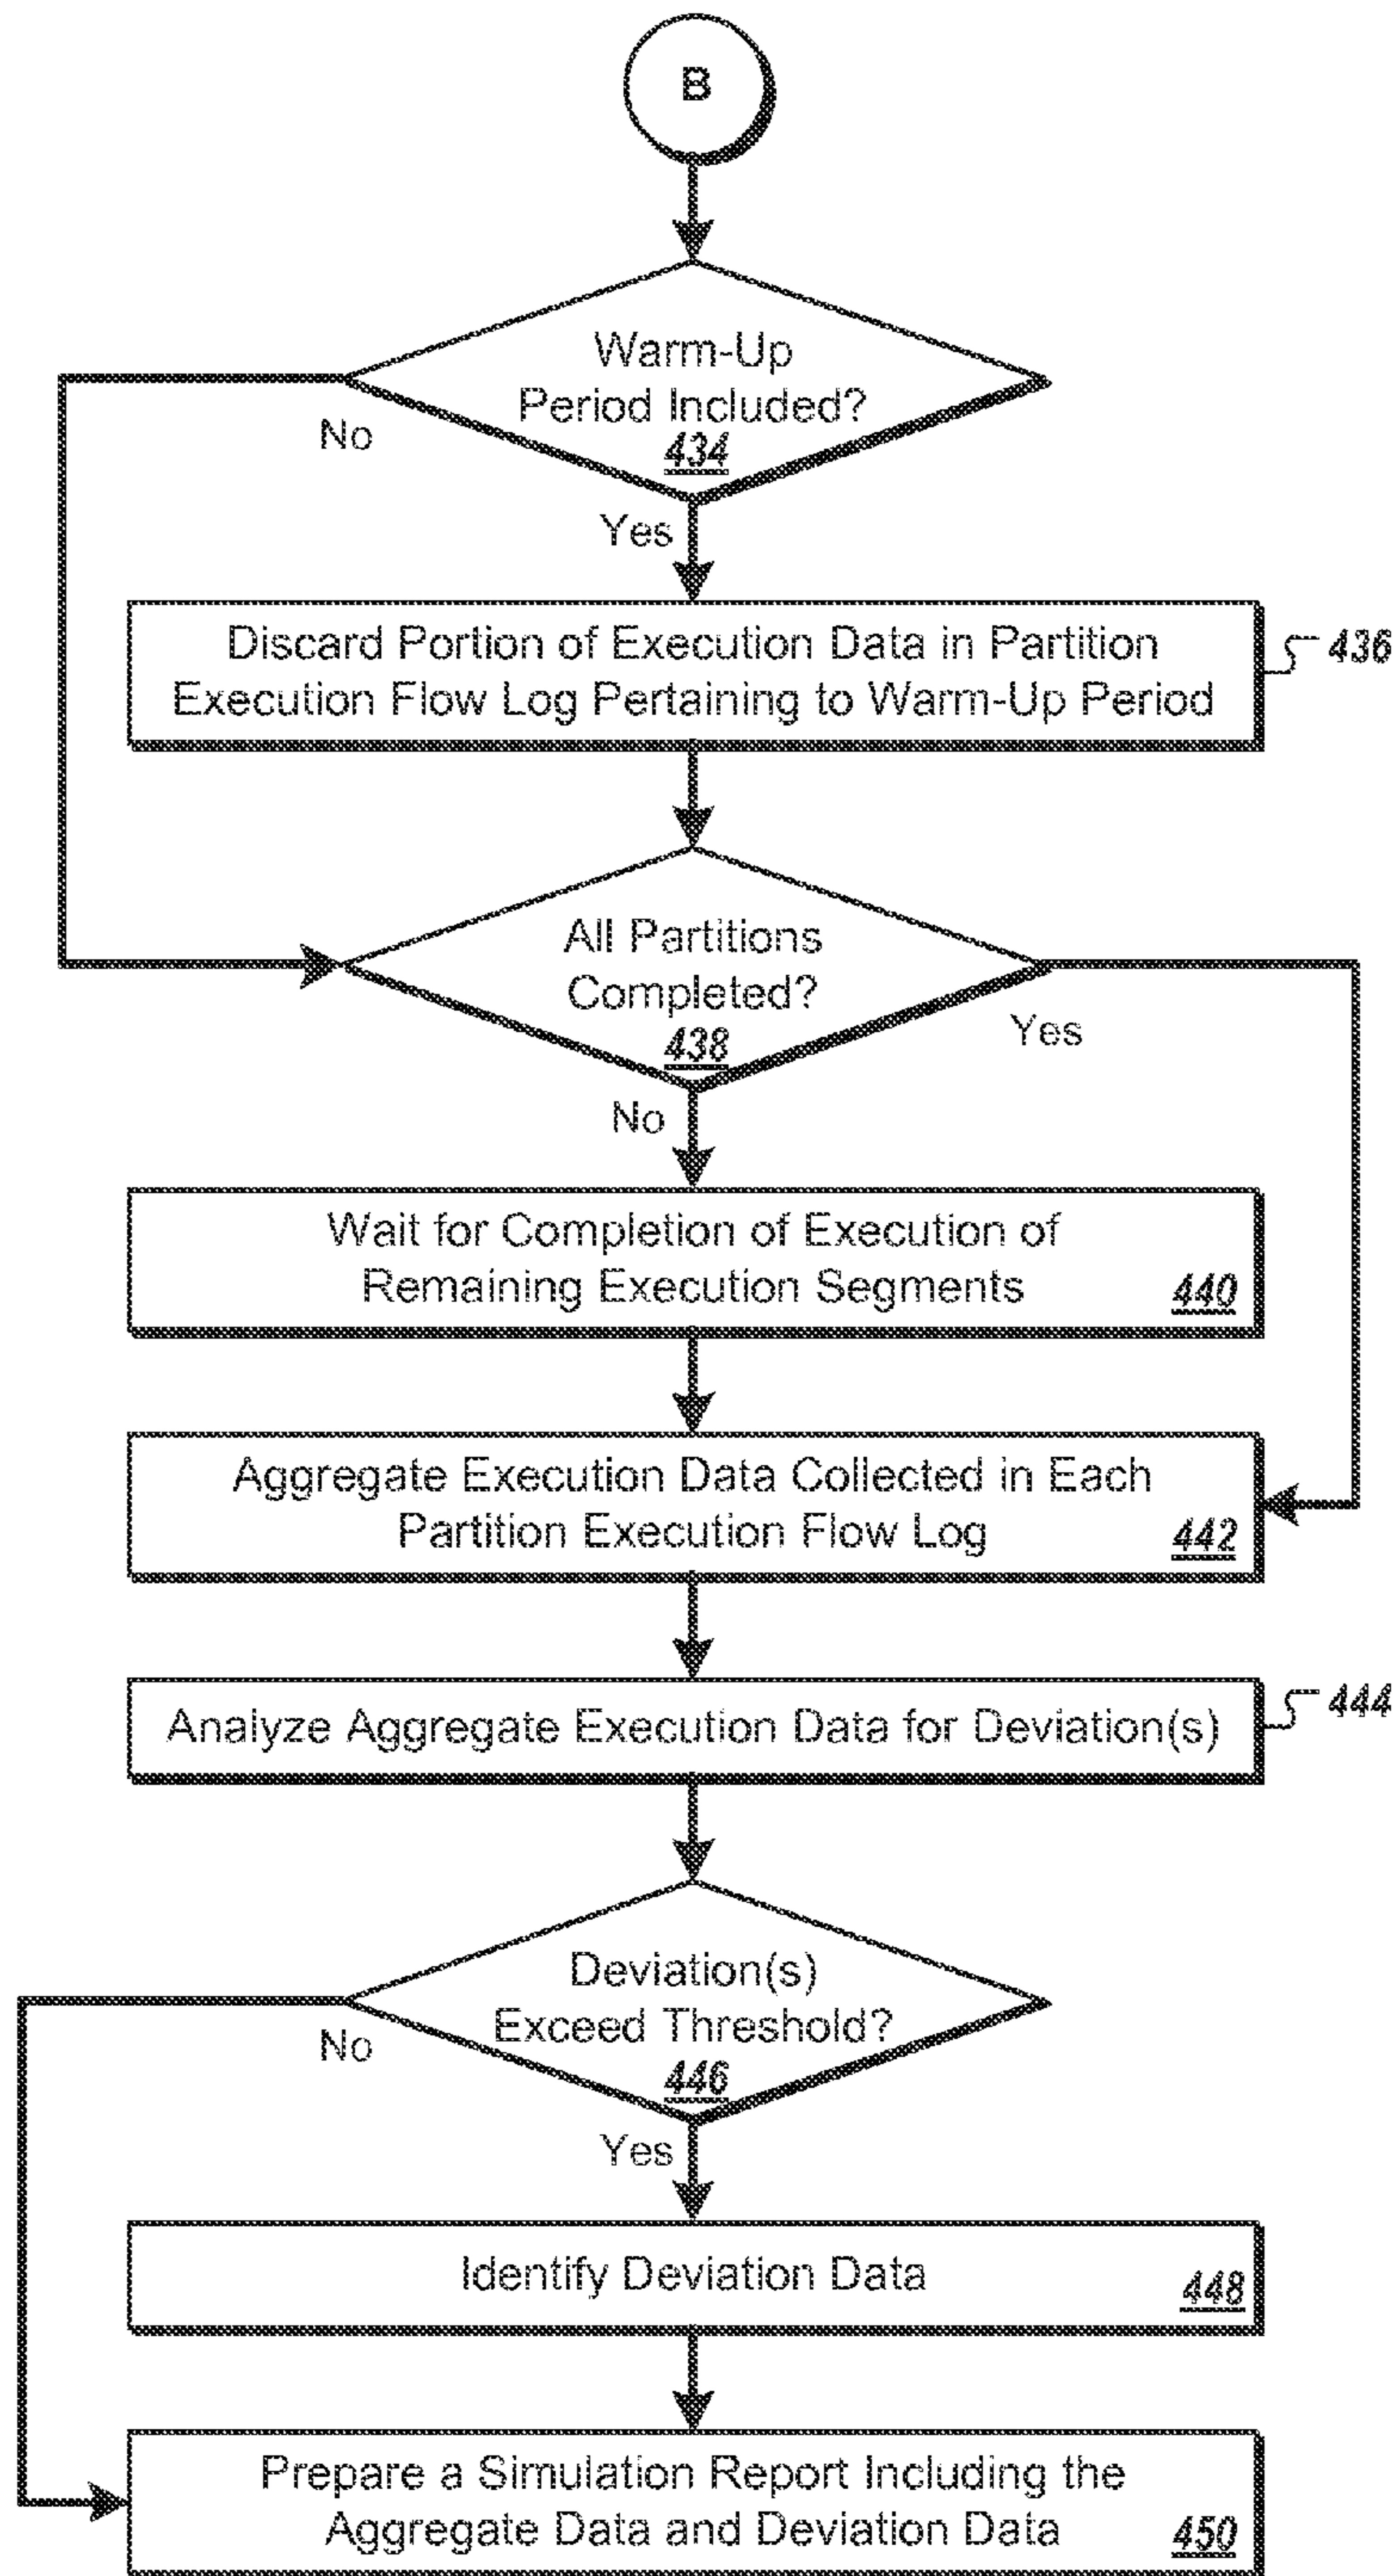 B
Warm-Up
Period Included?
434
No
Yes
Discard Portion of Execution Data in Partition
Execution Flow Log Pertaining to Warm-Up Period
436
All Partitions
Completed?
438
Yes
No
Wait for Completion of Execution of
Remaining Execution Segments
440
Aggregate Execution Data Collected in Each
Partition Execution Flow Log
442
Analyze Aggregate Execution Data for Deviation(s)
444
Deviation(s)
Exceed Threshold?
446
No
Yes
Identify Deviation Data
448
Prepare a Simulation Report Including the
Aggregate Data and Deviation Data
450